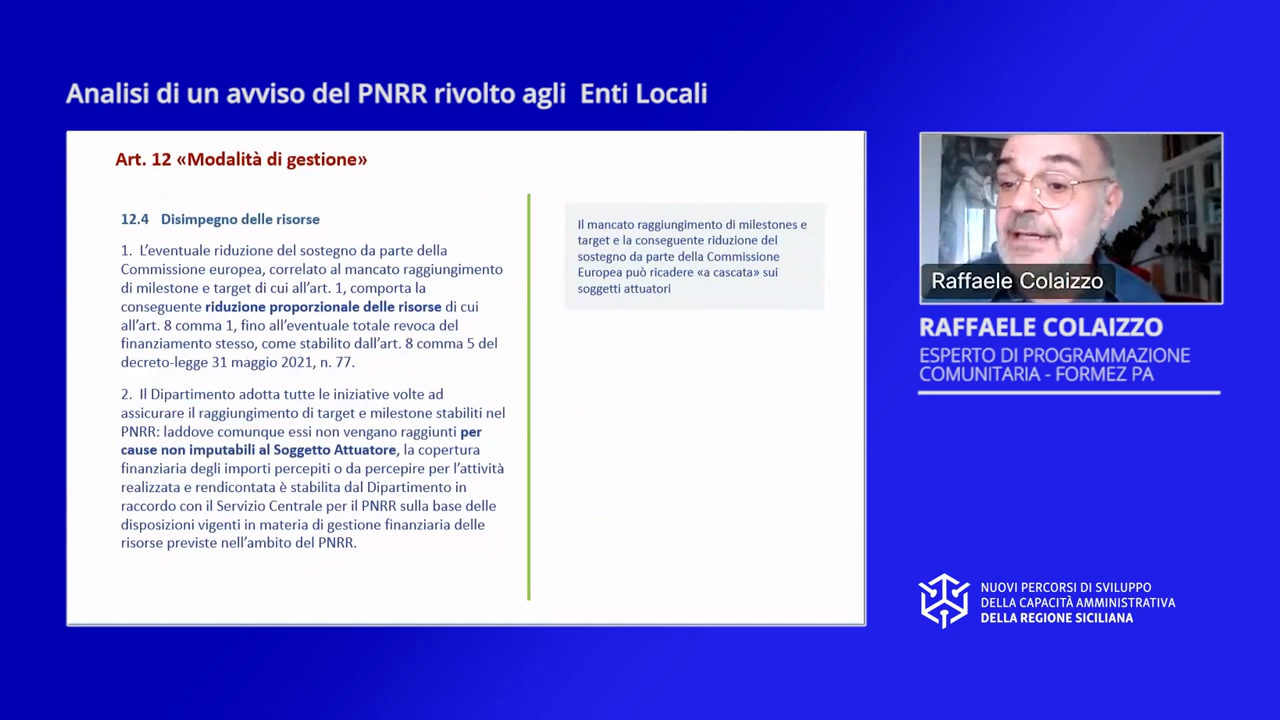 Analisi di un avviso del PNRR rivolto agli  Enti Locali
Art. 12 «Modalità di gestione»
12.4 Disimpegno delle risorse
1. L'eventuale riduzione del sostegno da parte della
Commissione europea, correlato al mancato raggiungimento
di milestone e target di cui all'art. 1, comporta la
conseguente riduzione proporzionale delle risorse di cui
all'art. 8 comma 1, fino all'eventuale totale revoca del
finanziamento stesso, come stabilito dall'art. 8 comma 5 del
decreto-legge 31 maggio 2021, n. 77.
2. Il Dipartimento adotta tutte le iniziative volte ad
assicurare il raggiungimento di target e milestone stabiliti nel
PNRR: laddove comunque essi non vengano raggiunti per
cause non imputabili al Soggetto Attuatore, la copertura
finanziaria degli importi percepiti o da percepire per l'attività
realizzata e rendicontata è stabilita dal Dipartimento in
raccordo con il Servizio Centrale per il PNRR sulla base delle
disposizioni vigenti in materia di gestione finanziaria delle
risorse previste nell'ambito del PNRR.
Il mancato raggiungimento di milestones e
target e la conseguente riduzione del
sostegno da parte della Commissione
Europea può ricadere «a cascata» sui
soggetti attuatori
Raffaele Colaizzo
RAFFAELE COLAIZZO
ESPERTO DI PROGRAMMAZIONE
COMUNITARIA - FORMEZ PA
NUOVI PERCORSI DI SVILUPPO
DELLA CAPACITÀ AMMINISTRATIVA
DELLA REGIONE SICILIANA